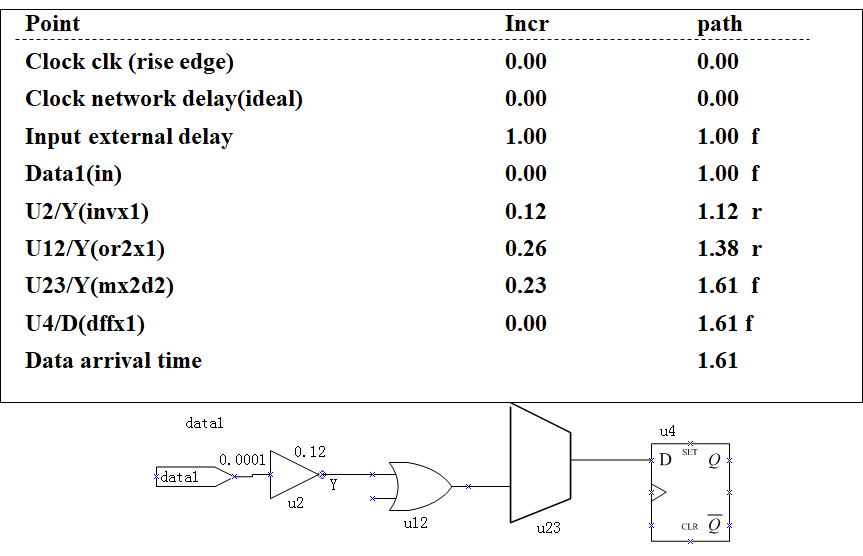 Point Incr path
Clock clk (rise edge) 0.00 0.00
Clock network delay(ideal) 0.00 0.00
Input external delay 1.00 1.00 f
Data1(in) 0.00 1.00 f
U2/Y(invx1) 0.12 1.12 r
U12/Y(or2x1) 0.26 1.38 r
U23/Y(mx2d2) 0.23 1.61 f
U4/D(dffx1) 0.00 1.61 f
Data arrival time 1.61
data1
u4
0.0001 0.12
D SET Q
data1 Y
u2 u12 u23
CLR Q